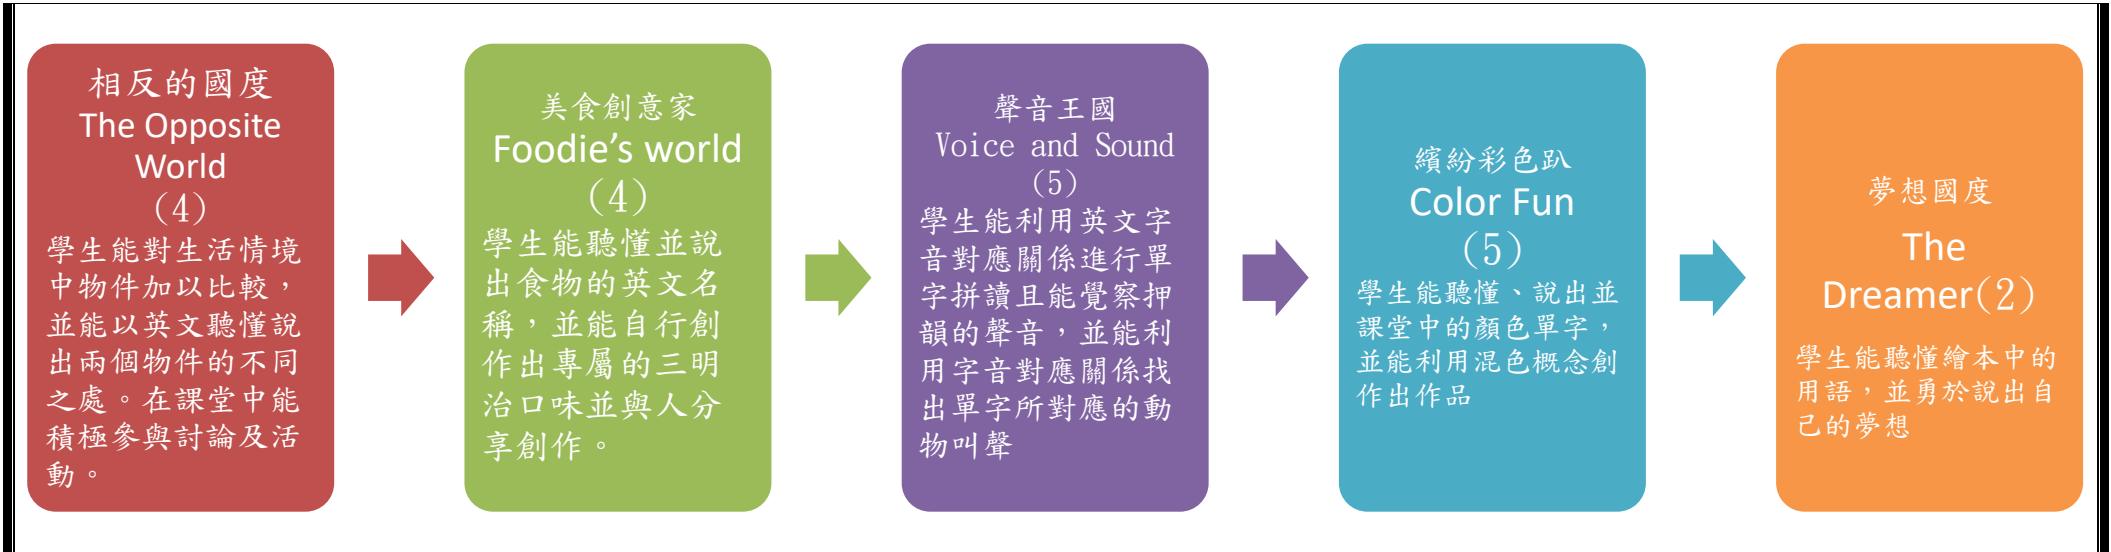 相反的國度
The Opposite
World
(4)
學生能對生活情境
中物件加以比較，
並能以英文聽懂說
出兩個物件的不同
之處。在課堂中能
積極參與討論及活
動。
美食創意家
Foodie’s world
(4)
學生能聽懂並說
出食物的英文名
稱，並能自行創
作出專屬的三明
治口味並與人分
享創作。
聲音王國
Voice and Sound
(5)
學生能利用英文字
音對應關係進行單
字拼讀且能覺察押
韻的聲音，並能利
用字音對應關係找
出單字所對應的動
物叫聲
繽紛彩色趴
Color Fun
(5)
學生能聽懂、說出並
課堂中的顏色單字，
並能利用混色概念創
作出作品
夢想國度
The
Dreamer(2)
學生能聽懂繪本中的
用語，並勇於說出自
己的夢想